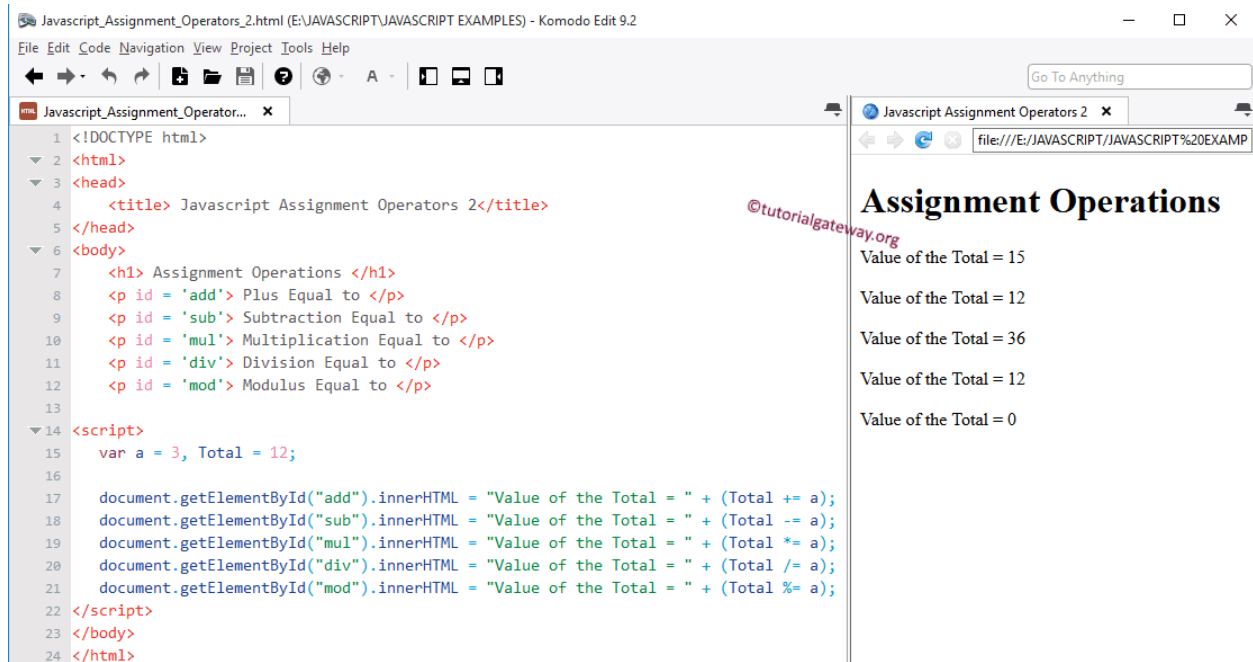 Javascript_Assignment_Operators_2.html (E:\JAVASCRIPT\JAVASCRIPT EXAMPLES) - Komodo Edit 9.2
File Edit Code Navigation View Project Tools Help
A
Go To Anything
HTML Javascript_Assignment_Operator...
1 <!DOCTYPE html>
2 <html>
3 <head>
4 <title> Javascript Assignment Operators 2</title>
5 </head>
6 <body>
7 <h1> Assignment Operations </h1>
8 <p id = 'add'> Plus Equal to </p>
9 <p id = 'sub'> Subtraction Equal to </p>
10 <p id = 'mul'> Multiplication Equal to </p>
11 <p id = 'div'> Division Equal to </p>
12 <p id = 'mod'> Modulus Equal to </p>
13
14 <script>
15 var a = 3, Total = 12;
16
17 document.getElementById("add").innerHTML = "Value of the Total = " + (Total += a);
18 document.getElementById("sub").innerHTML = "Value of the Total = " + (Total -= a);
19 document.getElementById("mul").innerHTML = "Value of the Total = " + (Total *= a);
20 document.getElementById("div").innerHTML = "Value of the Total = " + (Total /= a);
21 document.getElementById("mod").innerHTML = "Value of the Total = " + (Total %= a);
22 </script>
23 </body>
24 </html>
©tutorialgateway.org
Javascript Assignment Operators 2
file:///E:/JAVASCRIPT/JAVASCRIPT%20EXAMP
Assignment Operations
Value of the Total = 15
Value of the Total = 12
Value of the Total = 36
Value of the Total = 12
Value of the Total = 0